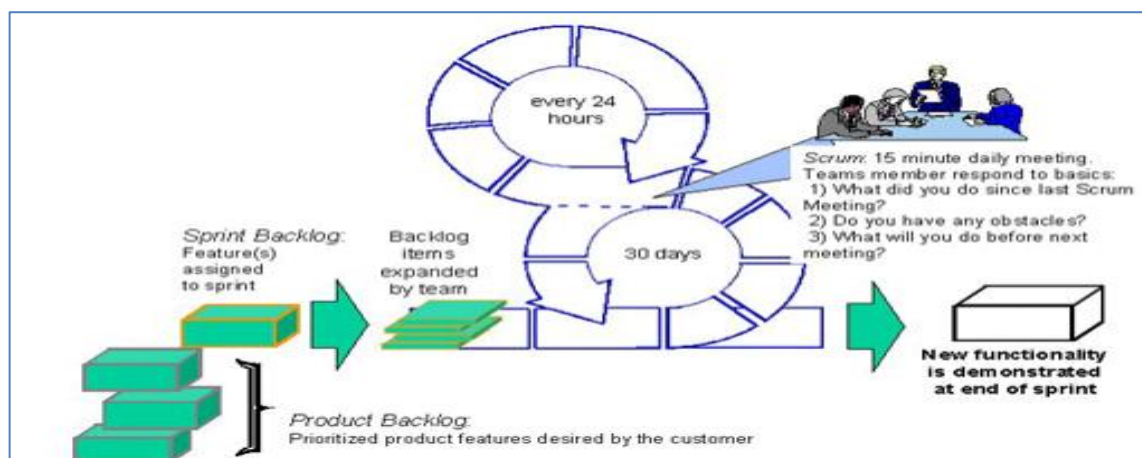 every 24
hours
Scrum: 15 minute daily meeting.
Teams member respond to basics:
1) What did you do since last Scrum
Meeting?
2) Do you have any obstacles?
3) What will you do before next
meeting?
Sprint Backlog:
Feature(s)
assigned
to sprint
Backlog
items
expanded
by team
30 days
New functionality
is demonstrated
at end of sprint
Product Backlog:
Prioritized product features desired by the customer